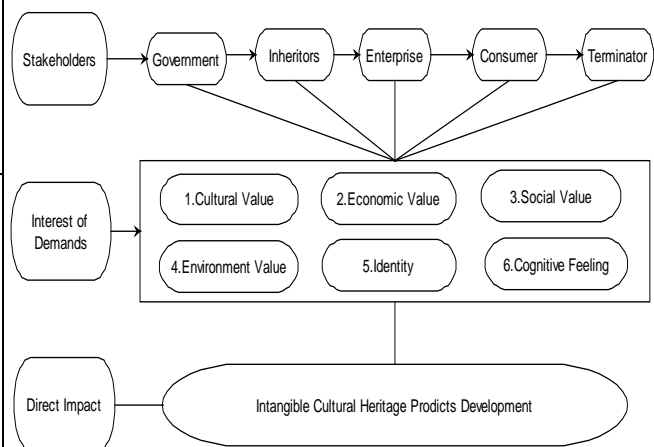 Stakeholders
Government
Inheritors
Enterprise
Consumer
Terminator
Interest of
Demands
1.Cultural Value
2.Economic Value
3.Social Value
4.Environment Value
5.Identity
6.Cognitive Feeling
Direct Impact
Intangible Cultural Heritage Prodicts Development